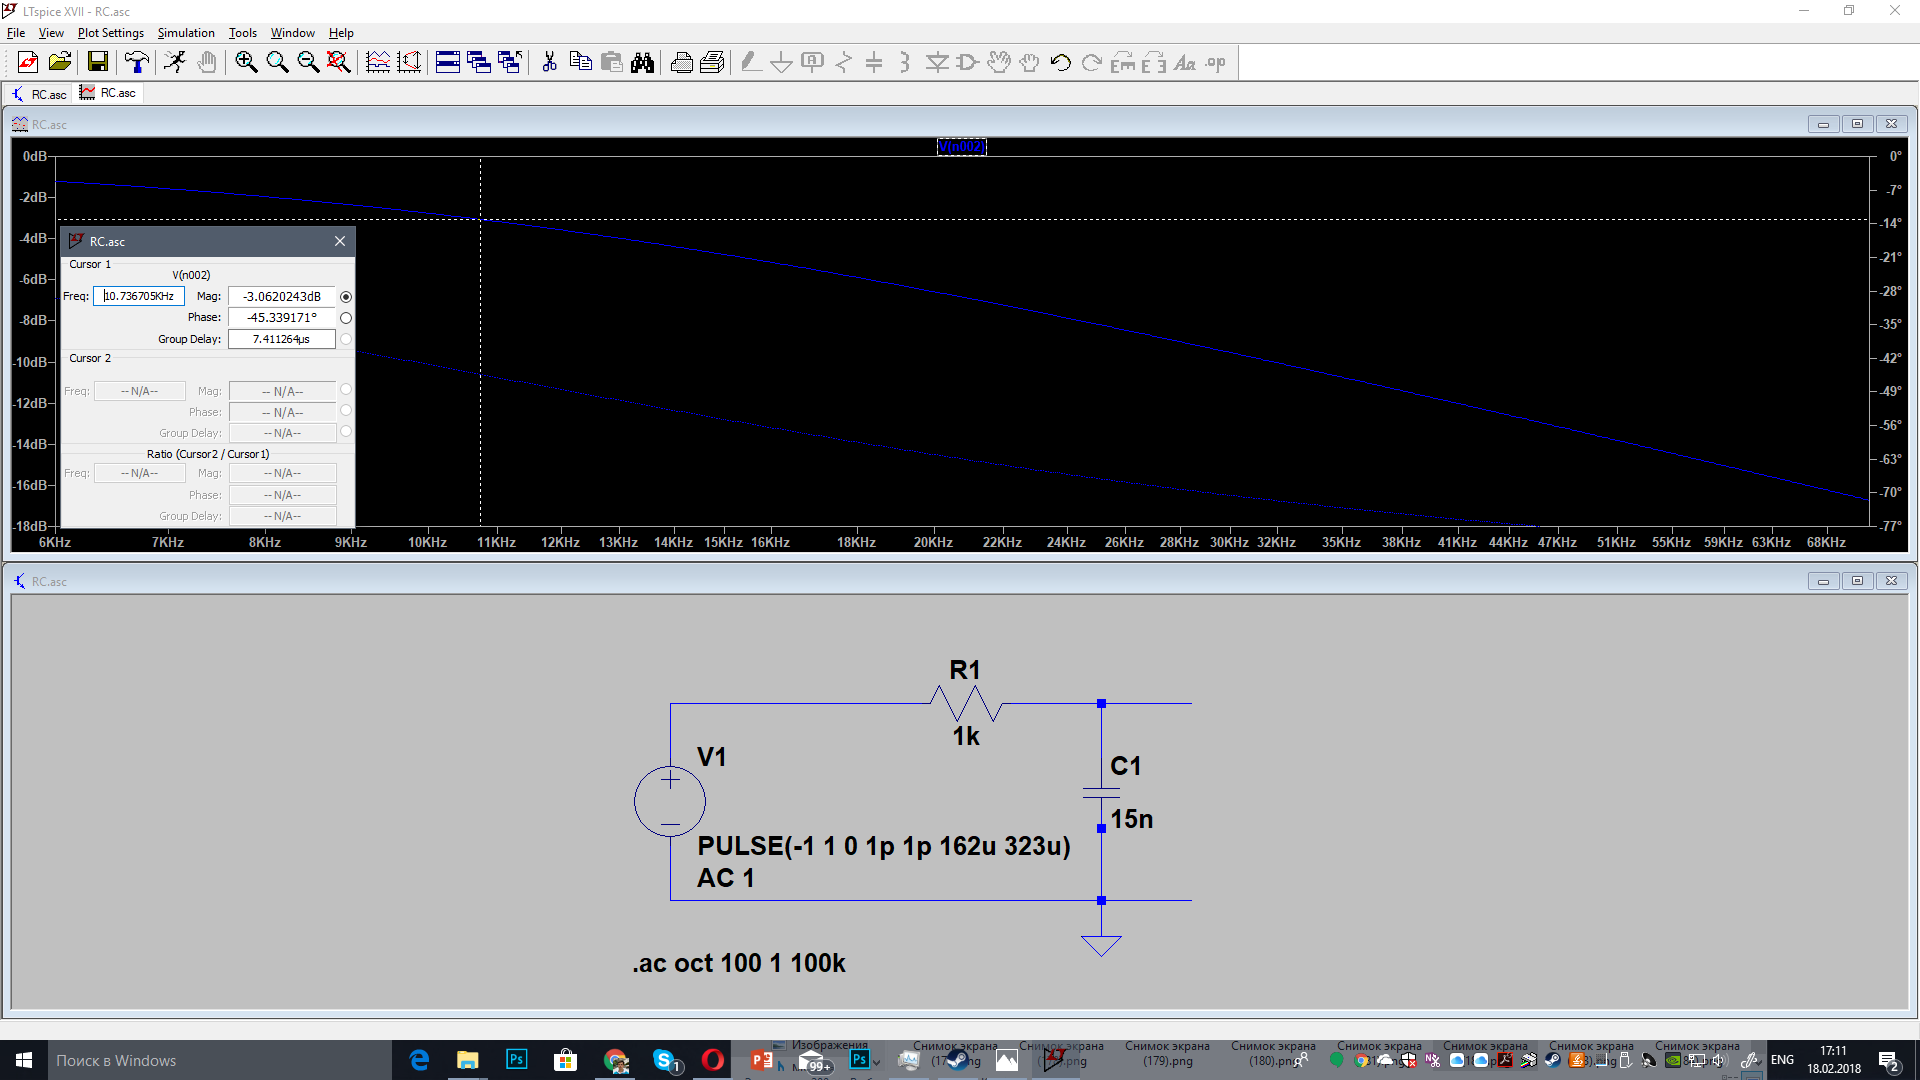 LTspice XVII - RC.asc
File View Plot Settings Simulation Tools Window Help
RC.asc RC.asc
RC.asc
V(n002)
0dB
-2dB
-4dB
-6dB
-8dB
-10dB
-12dB
-14dB
-16dB
-18dB
0°
-7°
-14°
-21°
-28°
-35°
-42°
-49°
-56°
-63°
-70°
-77°
6KHz 7KHz 8KHz 9KHz 10KHz 11KHz 12KHz 13KHz 14KHz 15KHz 16KHz 18KHz 20KHz 22KHz 24KHz 26KHz 28KHz 30KHz 32KHz 35KHz 38KHz 41KHz 44KHz 47KHz 51KHz 55KHz 59KHz 63KHz 68KHz
RC.asc
Cursor 1
V(n002)
Freq: 10.736705KHz Mag: -3.0620243dB
Phase: -45.339171°
Group Delay: 7.411264µs
Cursor 2
Freq: -- N/A-- Mag: -- N/A--
Phase: -- N/A--
Group Delay: -- N/A--
Ratio (Cursor2 / Cursor1)
Freq: -- N/A-- Mag: -- N/A--
Phase: -- N/A--
Group Delay: -- N/A--
RC.asc
R1
1k
V1
C1
15n
PULSE(-1 1 0 1p 1p 162u 323u)
AC 1
.ac oct 100 1 100k
Поиск в Windows
Изображения
Снимок экрана
Снимок экрана
Снимок экрана (179).png
Снимок экрана (180).png
Снимок экрана
Снимок экрана
Снимок экрана
Снимок экрана
99+
ENG
17:11
18.02.2018
2